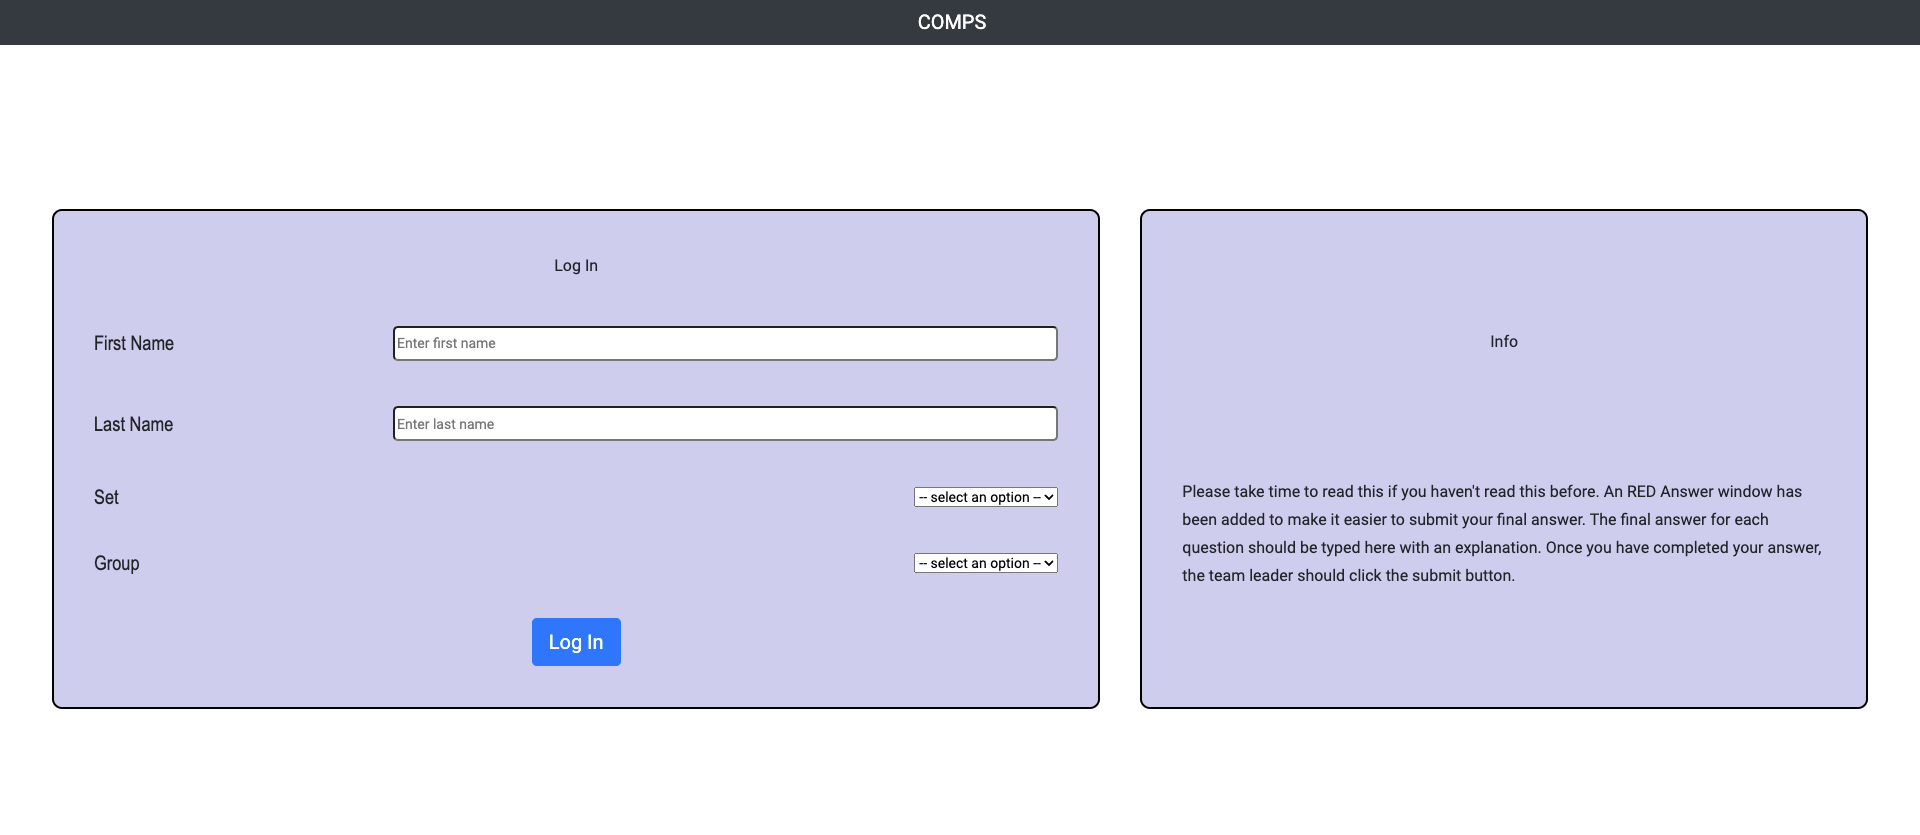 COMPS
Log In
First Name
Enter first name
Last Name
Enter last name
Set
-- select an option --
Group
-- select an option --
Log In
Info
Please take time to read this if you haven't read this before. An RED Answer window has
been added to make it easier to submit your final answer. The final answer for each
question should be typed here with an explanation. Once you have completed your answer,
the team leader should click the submit button.